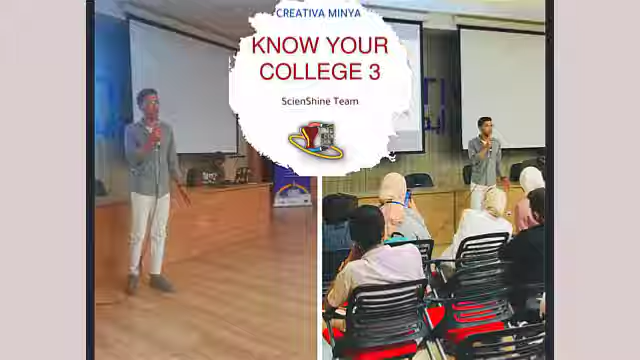 CREATIVA MINYA
KNOW YOUR
COLLEGE 3
ScienShine Team